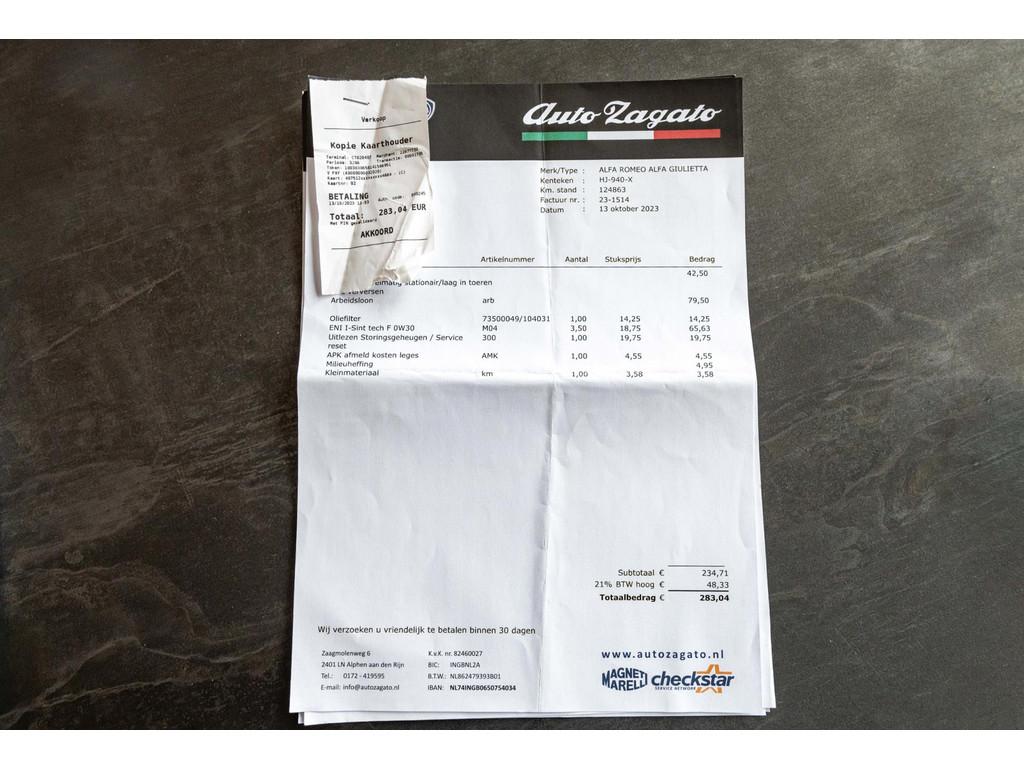 Verkoop
Kopie Kaarthouder
BETALING
Totaal: 283,04 EUR
AKKOORD
Auto Zagato
Merk/Type : ALFA ROMEO ALFA GIULIETTA
Kenteken : HJ-940-X
Km. stand : 124863
Factuur nr. : 23-1514
Datum : 13 oktober 2023
Artikelnummer Aantal Stuksprijs Bedrag
42,50
stationair/laag in toeren
verversen
Arbeidsloon arb 79,50
Oliefilter 73500049/104031 1,00 14,25 14,25
ENI I-Sint tech F 0W30 M04 3,50 18,75 65,63
Uitlezen Storingsgeheugen / Service 300 1,00 19,75 19,75
reset
APK afmeld kosten leges AMK 1,00 4,55 4,55
Milieuheffing 4,95
Kleinmateriaal km 1,00 3,58 3,58
Subtotaal € 234,71
21% BTW hoog € 48,33
Totaalbedrag € 283,04
Wij verzoeken u vriendelijk te betalen binnen 30 dagen
Zaagmolenweg 6 K.v.K. nr. 82460027
2401 LN Alphen aan den Rijn BIC: INGBNL2A
Tel.: 0172 - 419595 B.T.W.: NL862479393B01
E-mail: info@autozagato.nl IBAN: NL74INGB0650754034
www.autozagato.nl
MAGNETI MARELLI checkstar
SERVICE NETWORK